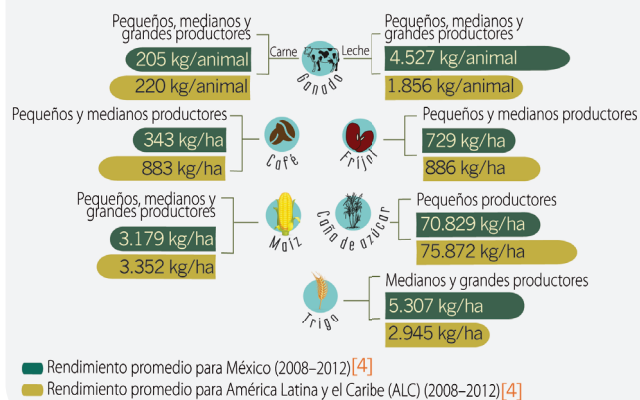 Pequeños, medianos y
grandes productores
205 kg/animal
220 kg/animal
Carne
Ganado
Leche
Pequeños, medianos y
grandes productores
4.527 kg/animal
1.856 kg/animal
Pequeños y medianos productores
343 kg/ha
883 kg/ha
Café
Frijol
Pequeños y medianos productores
729 kg/ha
886 kg/ha
Pequeños, medianos y
grandes productores
3.179 kg/ha
3.352 kg/ha
Maíz
Caña de azúcar
Pequeños productores
70.829 kg/ha
75.872 kg/ha
Trigo
Medianos y grandes productores
5.307 kg/ha
2.945 kg/ha
Rendimiento promedio para México (2008–2012)[4]
Rendimiento promedio para América Latina y el Caribe (ALC) (2008–2012)[4]